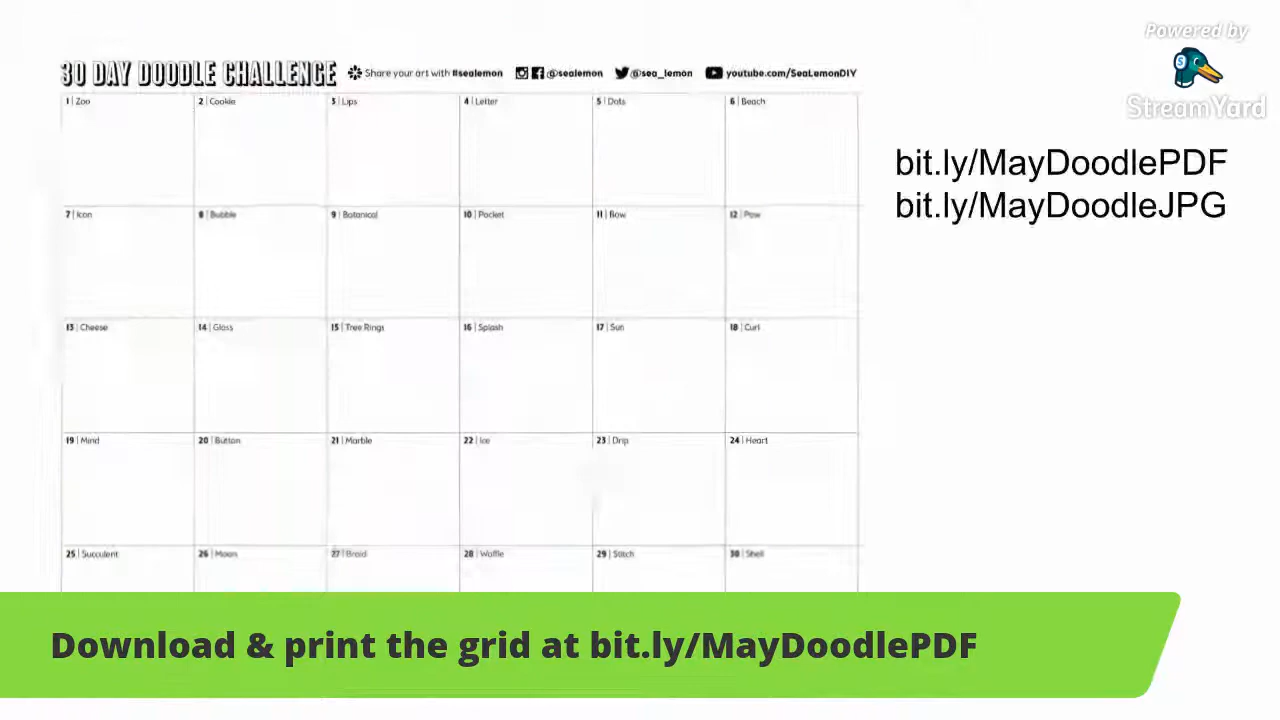 Powered by
StreamYard
30 DAY DOODLE CHALLENGE Share your art with #sealemon @sealemon @sea_lemon youtube.com/SeaLemonDIY
1 | Zoo 2 | Cookie 3 | Lips 4 | Letter 5 | Dots 6 | Beach
bit.ly/MayDoodlePDF
bit.ly/MayDoodleJPG
7 | Icon 8 | Bubble 9 | Botanical 10 | Pocket 11 | Bow 12 | Paw
13 | Cheese 14 | Glass 15 | Tree Rings 16 | Splash 17 | Sun 18 | Curl
19 | Mind 20 | Button 21 | Marble 22 | Ice 23 | Drip 24 | Heart
25 | Succulent 26 | Moon 27 | Braid 28 | Waffle 29 | Stitch 30 | Shell
Download & print the grid at bit.ly/MayDoodlePDF